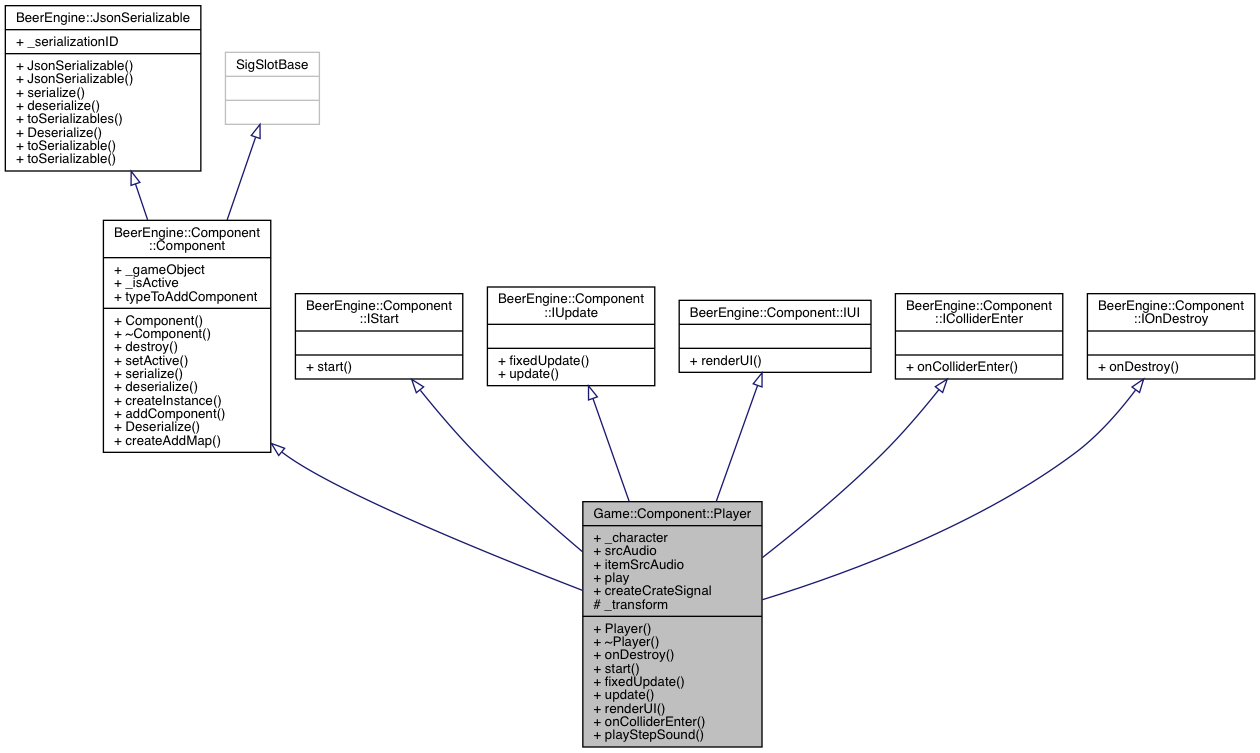 BeerEngine::JsonSerializable
+ _serializationID
+ JsonSerializable()
+ JsonSerializable()
+ serialize()
+ deserialize()
+ toSerializables()
+ Deserialize()
+ toSerializable()
+ toSerializable()
SigSlotBase
BeerEngine::Component
::Component
+ _gameObject
+ _isActive
+ typeToAddComponent
+ Component()
+ ~Component()
+ destroy()
+ setActive()
+ serialize()
+ deserialize()
+ createInstance()
+ addComponent()
+ Deserialize()
+ createAddMap()
BeerEngine::Component
::IStart
+ start()
BeerEngine::Component
::IUpdate
+ fixedUpdate()
+ update()
BeerEngine::Component::IUI
+ renderUI()
BeerEngine::Component
::IColliderEnter
+ onColliderEnter()
BeerEngine::Component
::IOnDestroy
+ onDestroy()
Game::Component::Player
+ _character
+ srcAudio
+ itemSrcAudio
+ play
+ createCrateSignal
# _transform
+ Player()
+ ~Player()
+ onDestroy()
+ start()
+ fixedUpdate()
+ update()
+ renderUI()
+ onColliderEnter()
+ playStepSound()